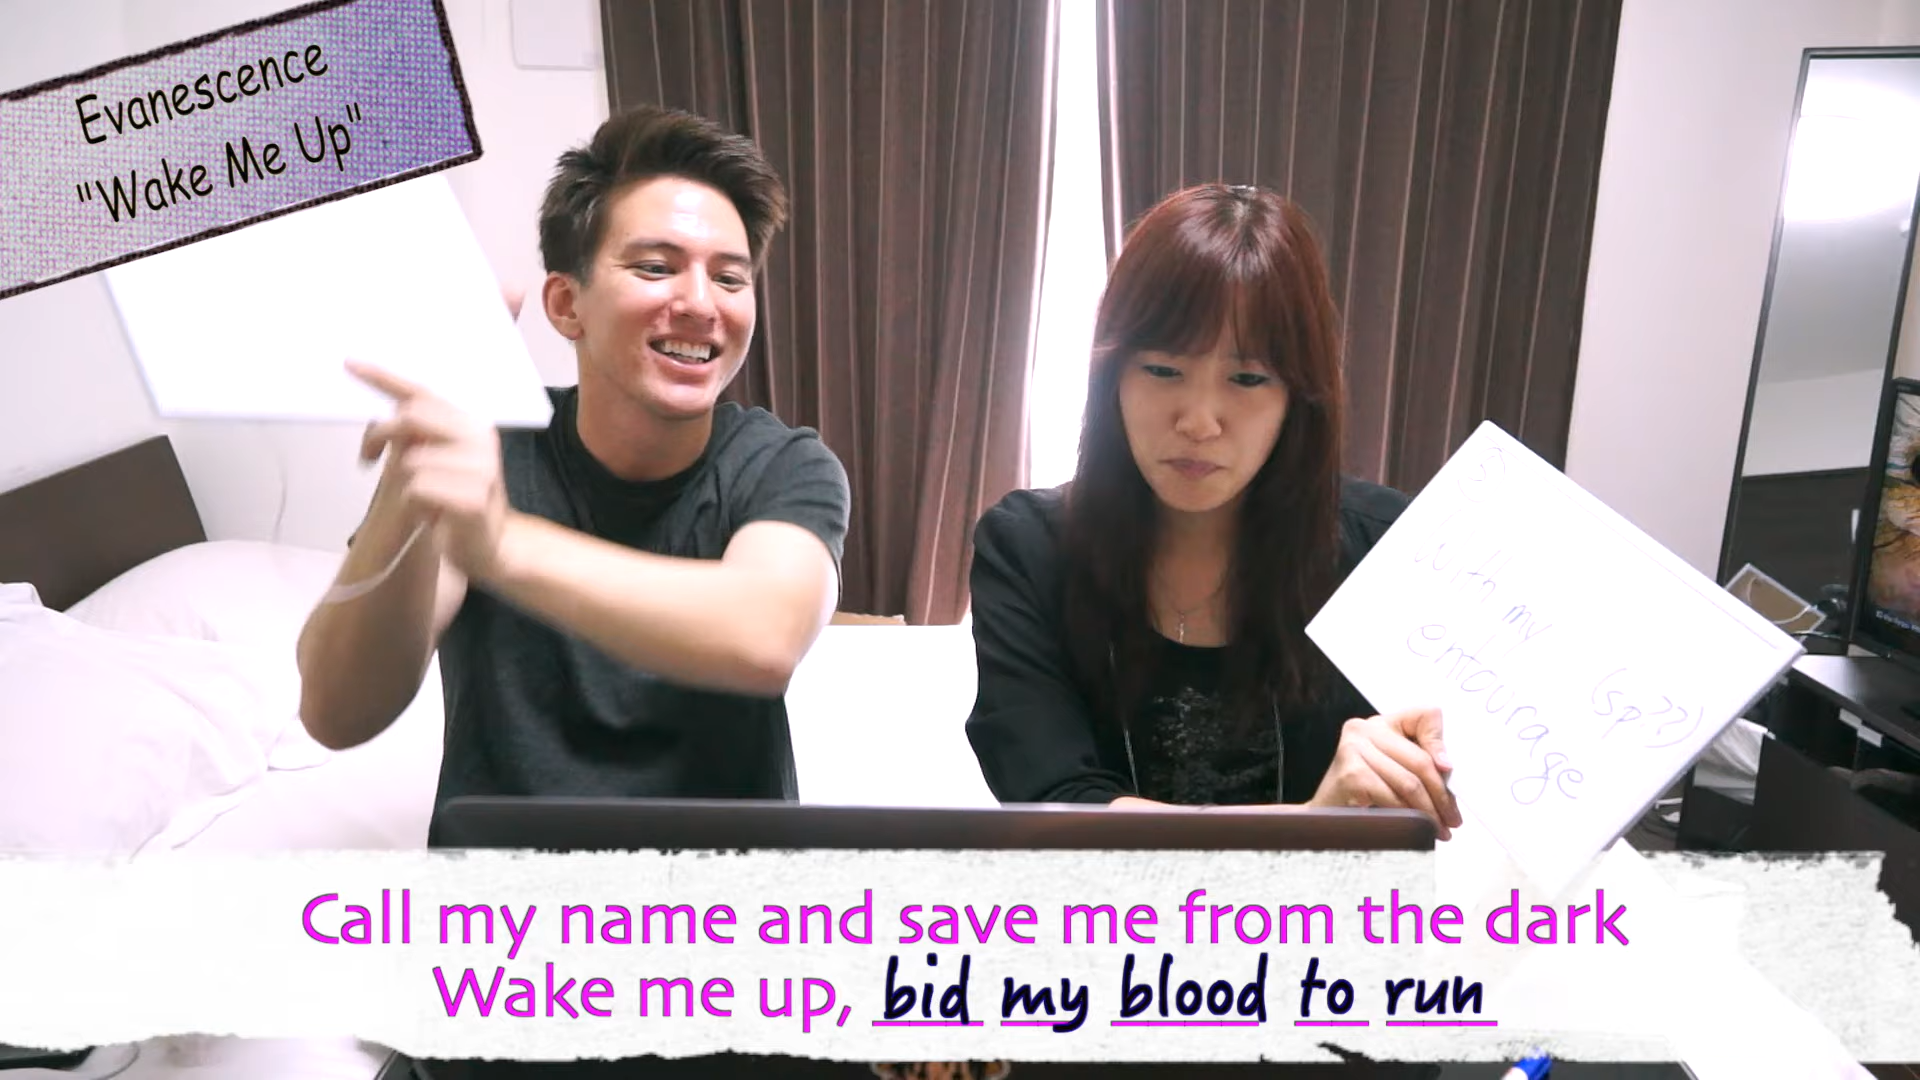 Evanescence
"Wake Me Up"
with my
entourage
(sp??)
Call my name and save me from the dark
Wake me up, bid my blood to run